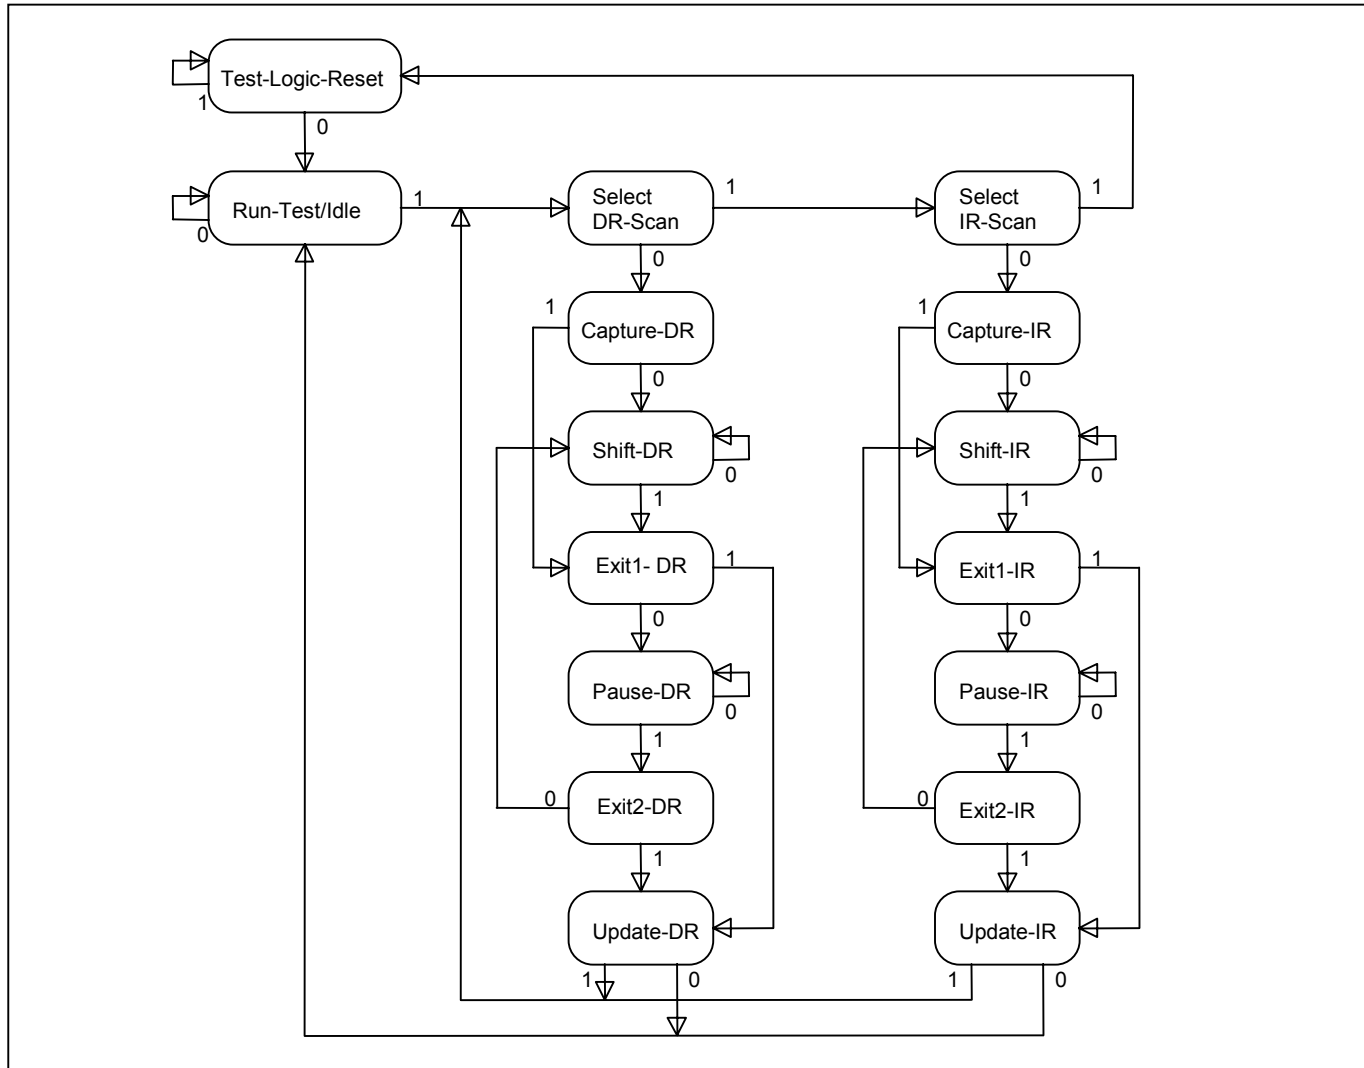 Test-Logic-Reset
1
0
Run-Test/Idle
0
1
Select
DR-Scan
1
0
Select
IR-Scan
1
0
1
Capture-DR
0
1
Capture-IR
0
Shift-DR
0
1
Shift-IR
0
1
Exit1- DR
1
0
Exit1-IR
1
0
Pause-DR
0
1
Pause-IR
0
1
0
Exit2-DR
1
0
Exit2-IR
1
Update-DR
1
0
Update-IR
1
0